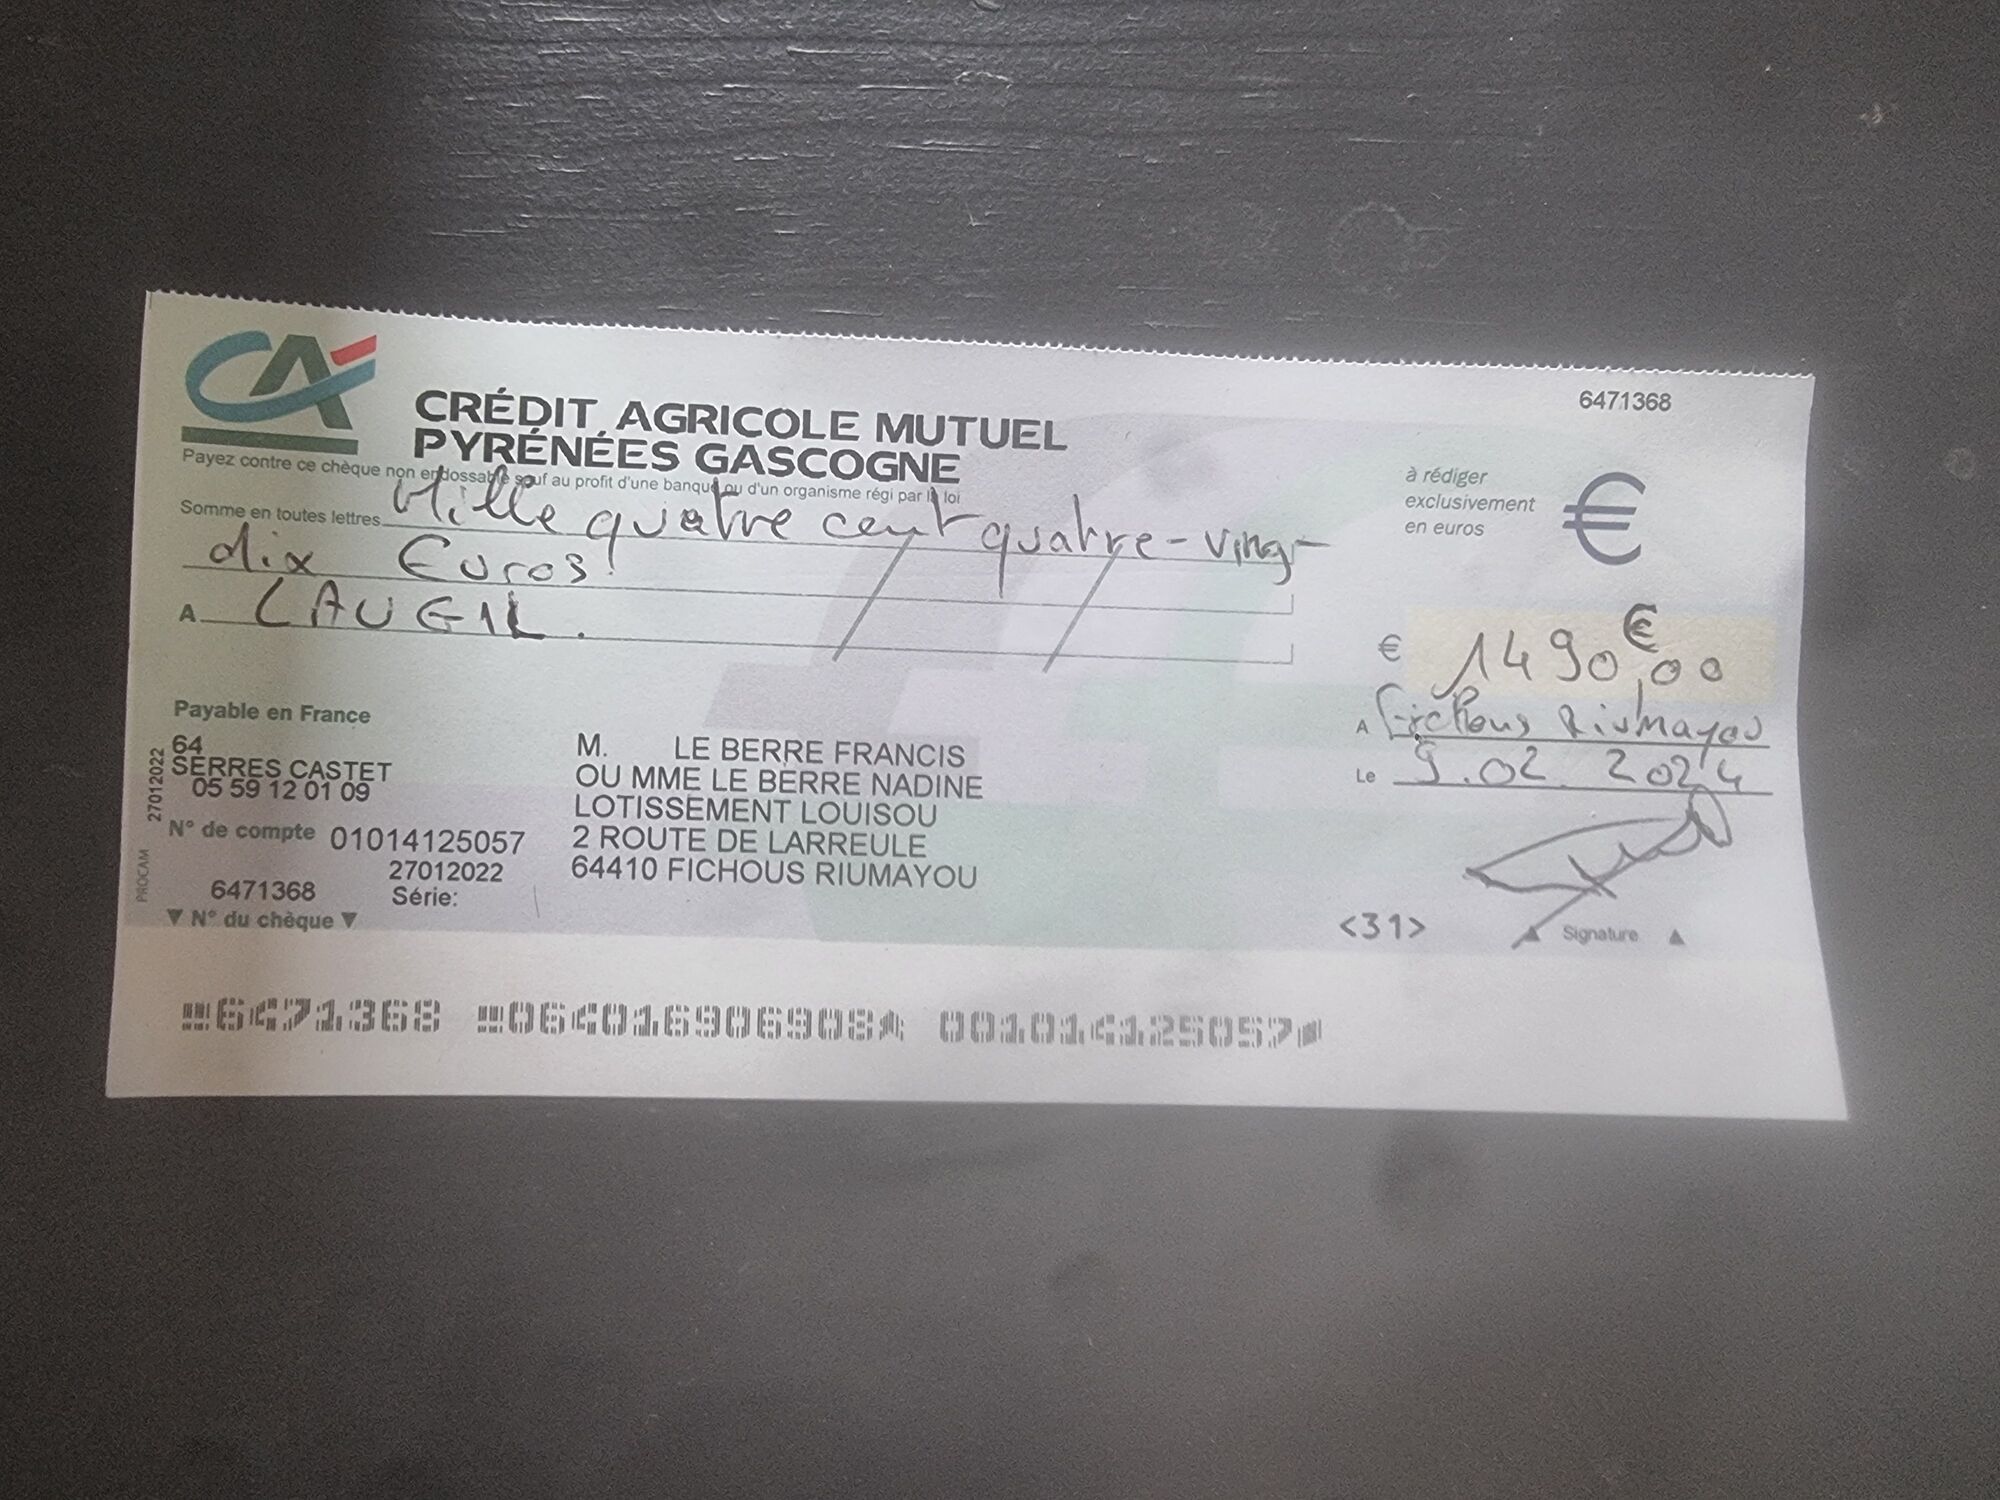 CA
6471368
CRÉDIT AGRICOLE MUTUEL
PYRÉNÉES GASCOGNE
Payez contre ce chèque non endossable sauf au profit d'une banque ou d'un organisme régi par la loi
à rédiger
exclusivement
en euros
€
Somme en toutes lettres Mille quatre cent quatre-ving-
dix Euros
A LAUGIL.
€ 1490€,00
A Fichous Riumayou
Le 9.02.2024
Payable en France
64
SERRES CASTET
05 59 12 01 09
27012022
PROCAM
M. LE BERRE FRANCIS
OU MME LE BERRE NADINE
LOTISSEMENT LOUISOU
2 ROUTE DE LARREULE
64410 FICHOUS RIUMAYOU
N° de compte 01014125057
27012022
6471368
Série:
▼ N° du chèque ▼
<31>
▲ Signature ▲
6471368 064016906908 001014125057